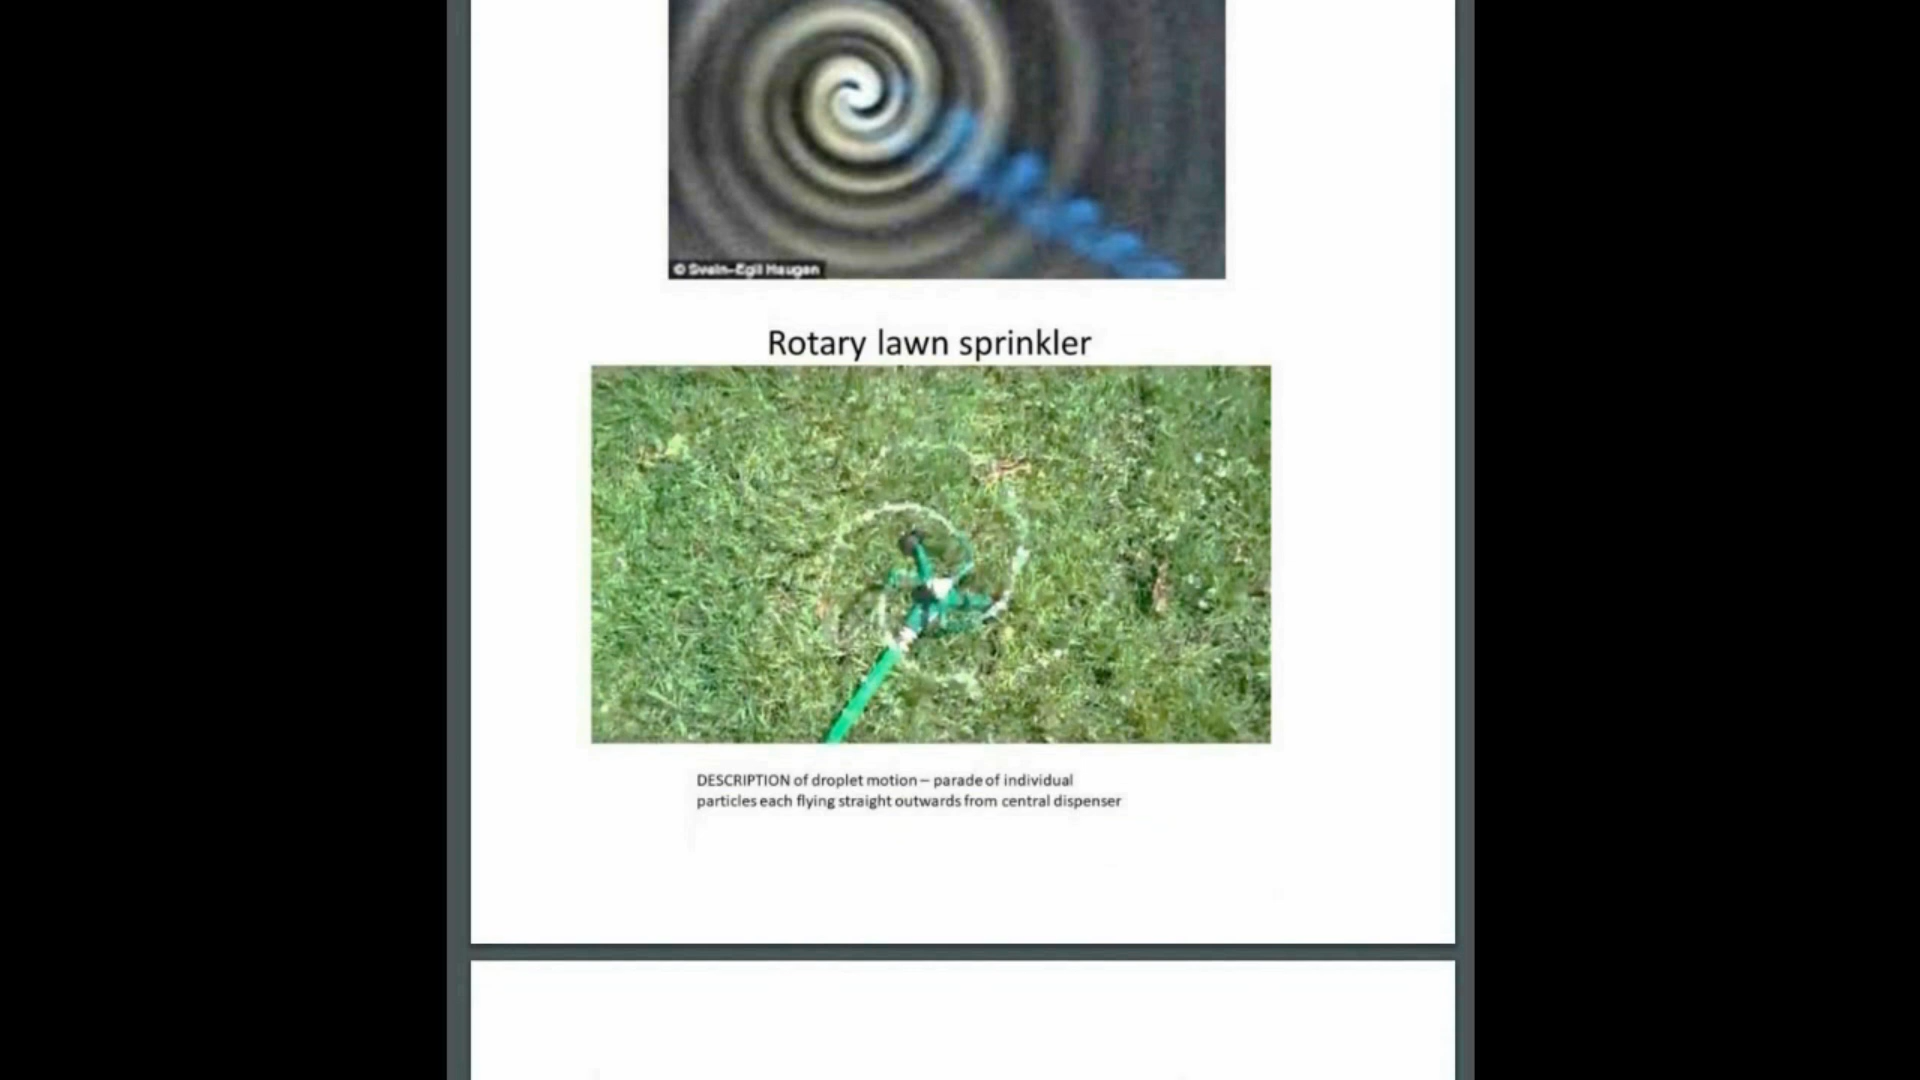 © Svein-Egil Haugen
Rotary lawn sprinkler
DESCRIPTION of droplet motion – parade of individual
particles each flying straight outwards from central dispenser